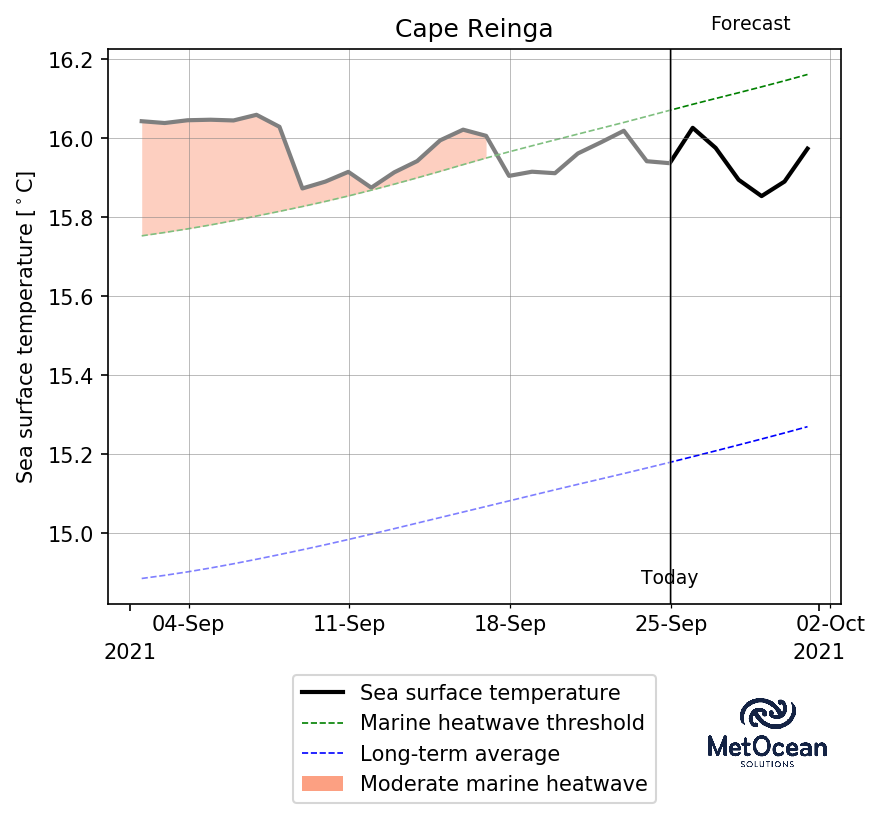 Forecast
Cape Reinga
16.2
16.0
15.8
15.6
15.4
15.2
15.0
Sea surface temperature [ °C]
Today
04-Sep 11-Sep 18-Sep 25-Sep 02-Oct
2021 2021
Sea surface temperature
Marine heatwave threshold
Long-term average
Moderate marine heatwave
MetOcean
SOLUTIONS